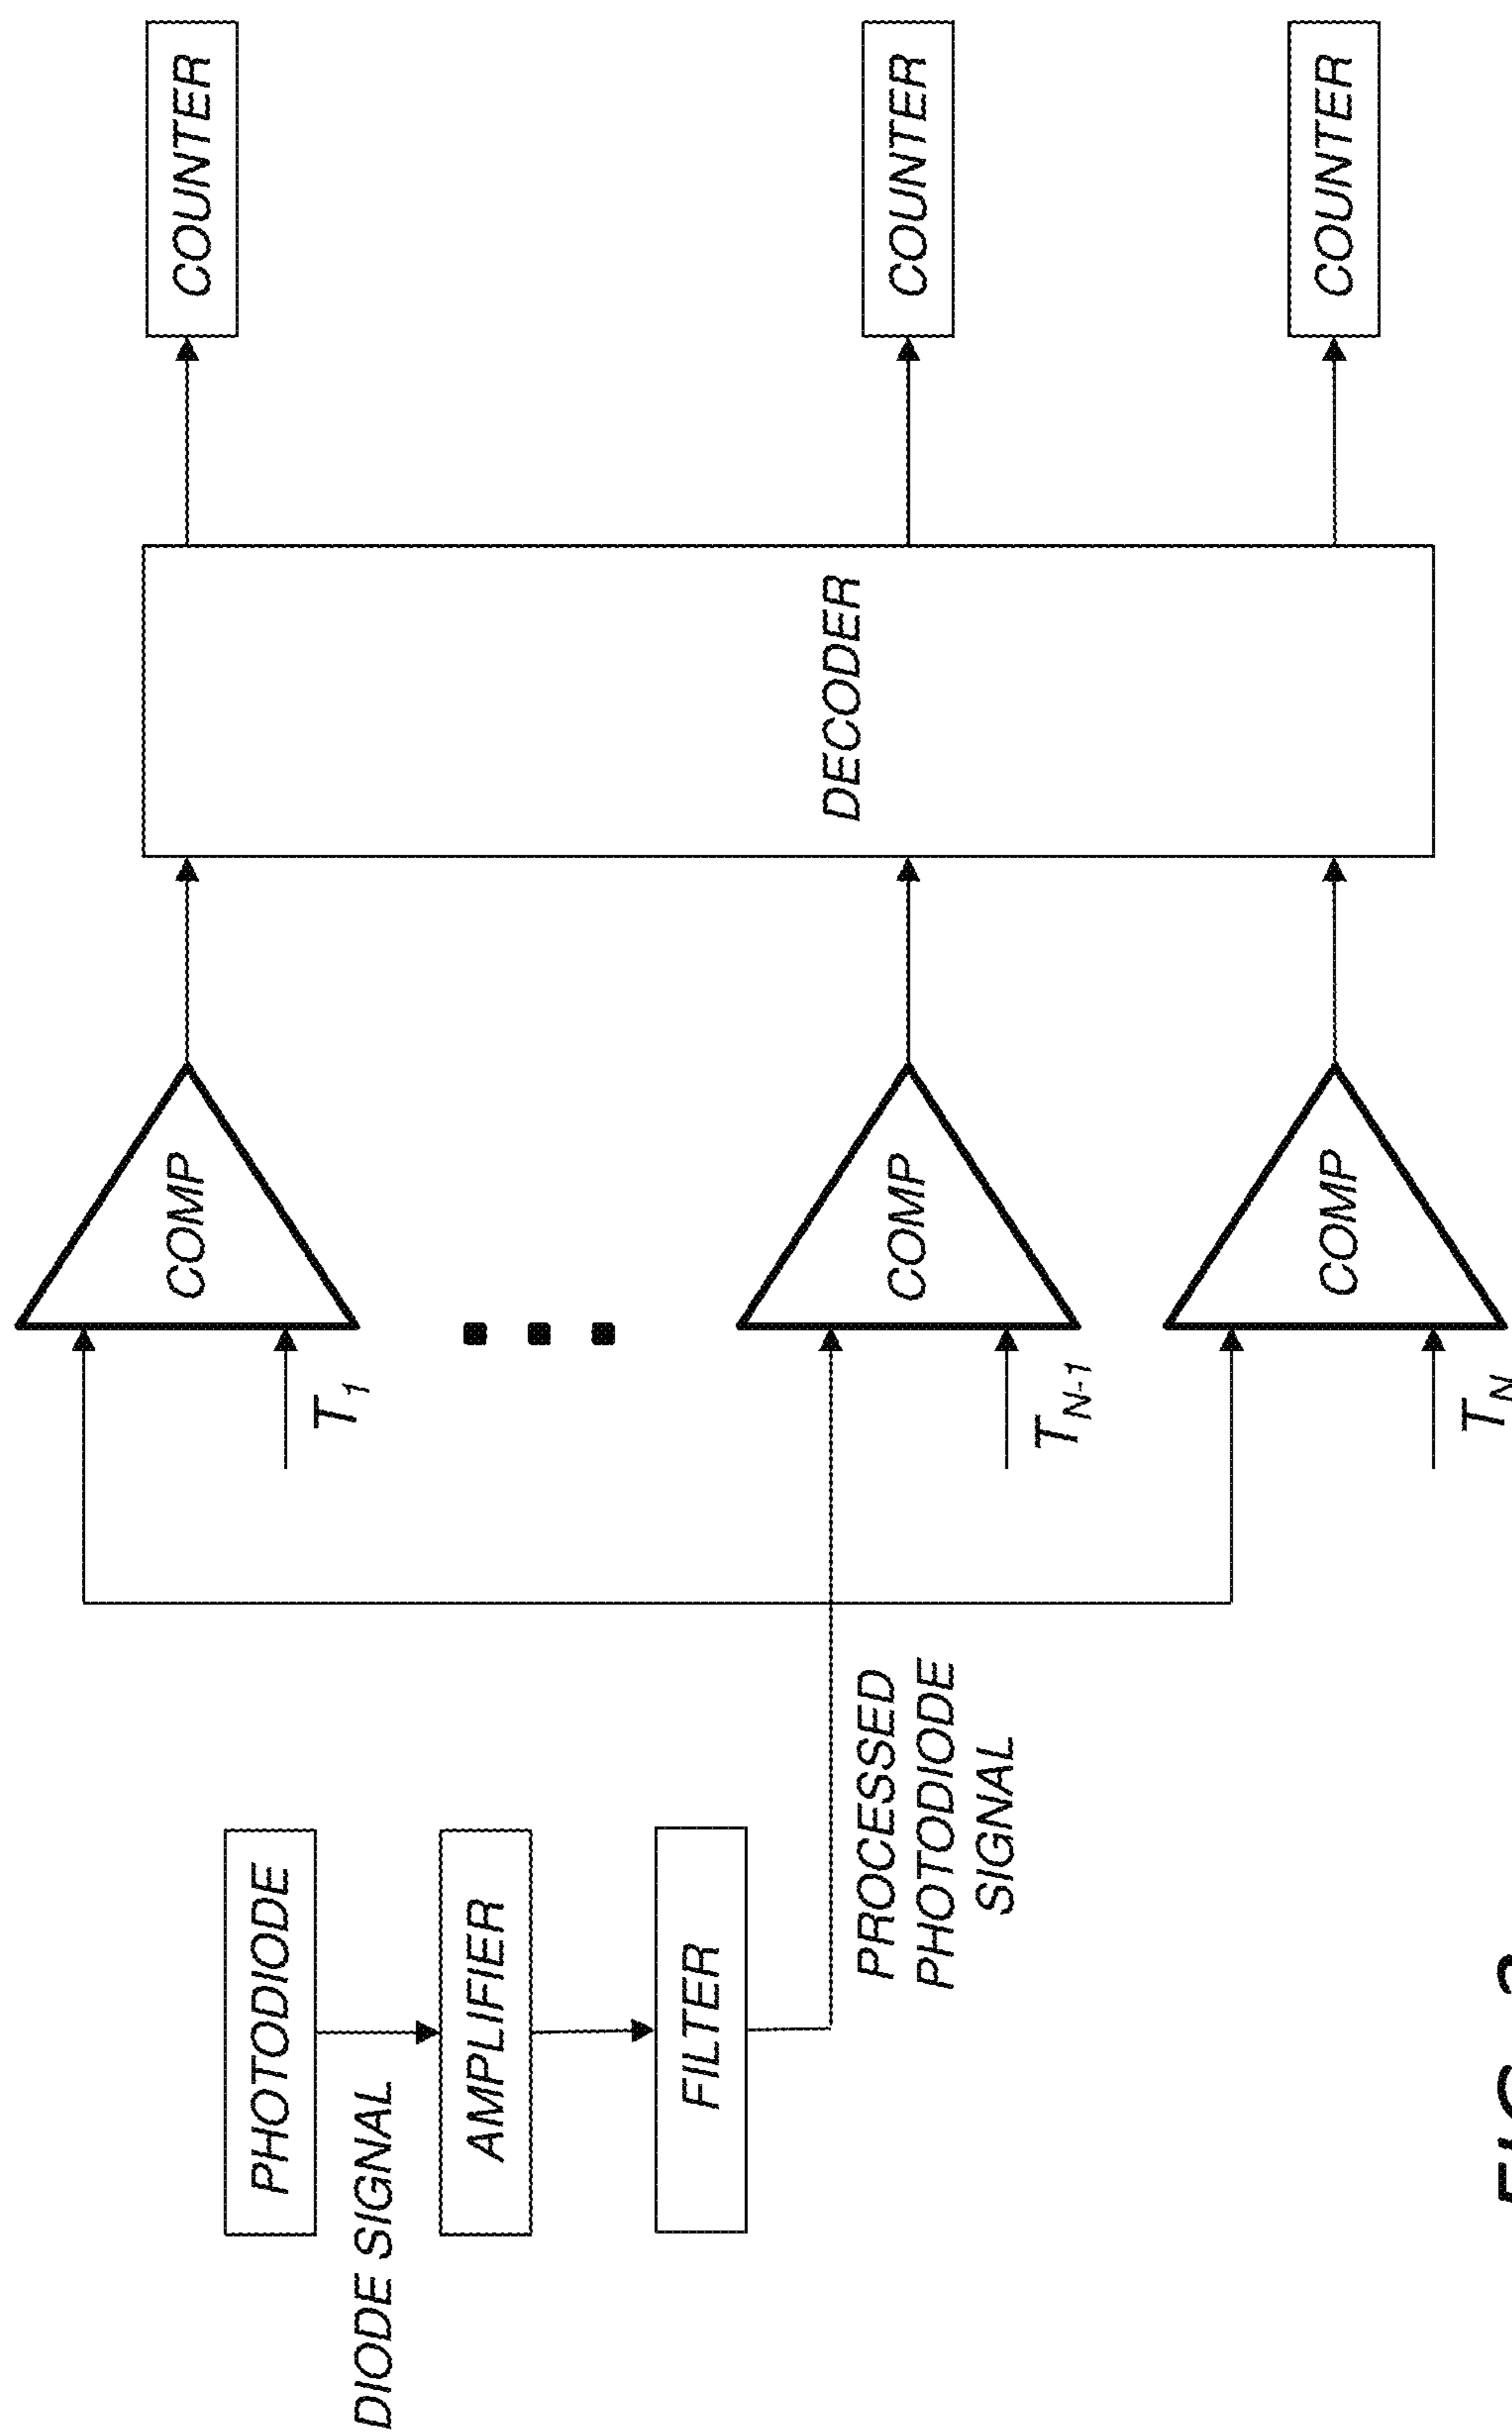 PHOTODIODE
DIODE SIGNAL
AMPLIFIER
FILTER
PROCESSED
PHOTODIODE
SIGNAL
T1
COMP
TN-1
COMP
TN
COMP
DECODER
COUNTER
COUNTER
COUNTER